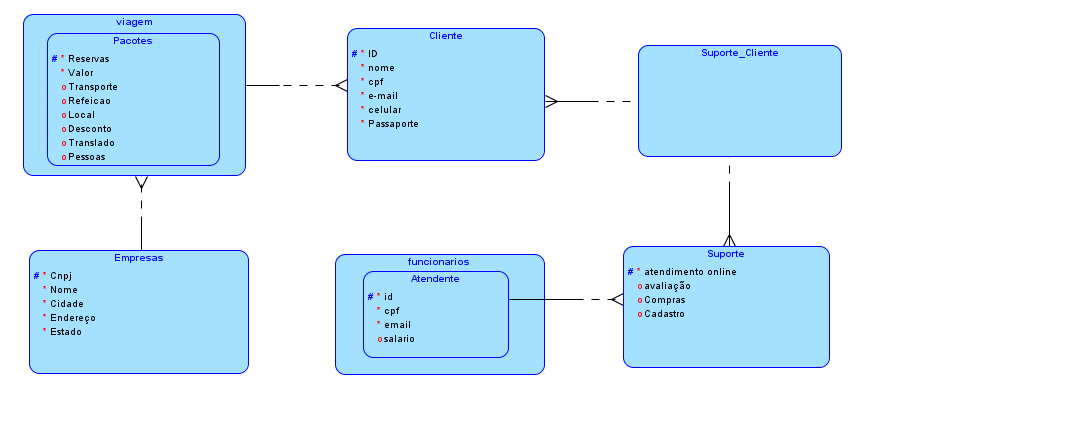 viagem
Pacotes
# * Reservas
* Valor
o Transporte
o Refeicao
o Local
o Desconto
o Translado
o Pessoas
Cliente
# * ID
* nome
* cpf
* e-mail
* celular
* Passaporte
Suporte_Cliente
Empresas
# * Cnpj
* Nome
* Cidade
* Endereço
* Estado
funcionarios
Atendente
# * id
* cpf
* email
o salario
Suporte
# * atendimento online
o avaliação
o Compras
o Cadastro